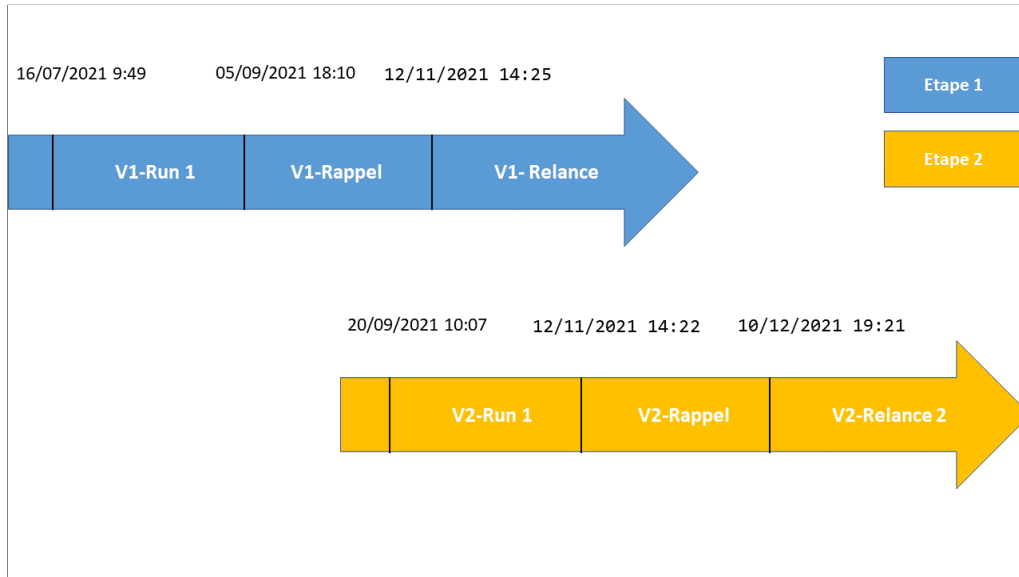 16/07/2021 9:49
05/09/2021 18:10
12/11/2021 14:25
Etape 1
V1-Run 1
V1-Rappel
V1- Relance
Etape 2
20/09/2021 10:07
12/11/2021 14:22
10/12/2021 19:21
V2-Run 1
V2-Rappel
V2-Relance 2